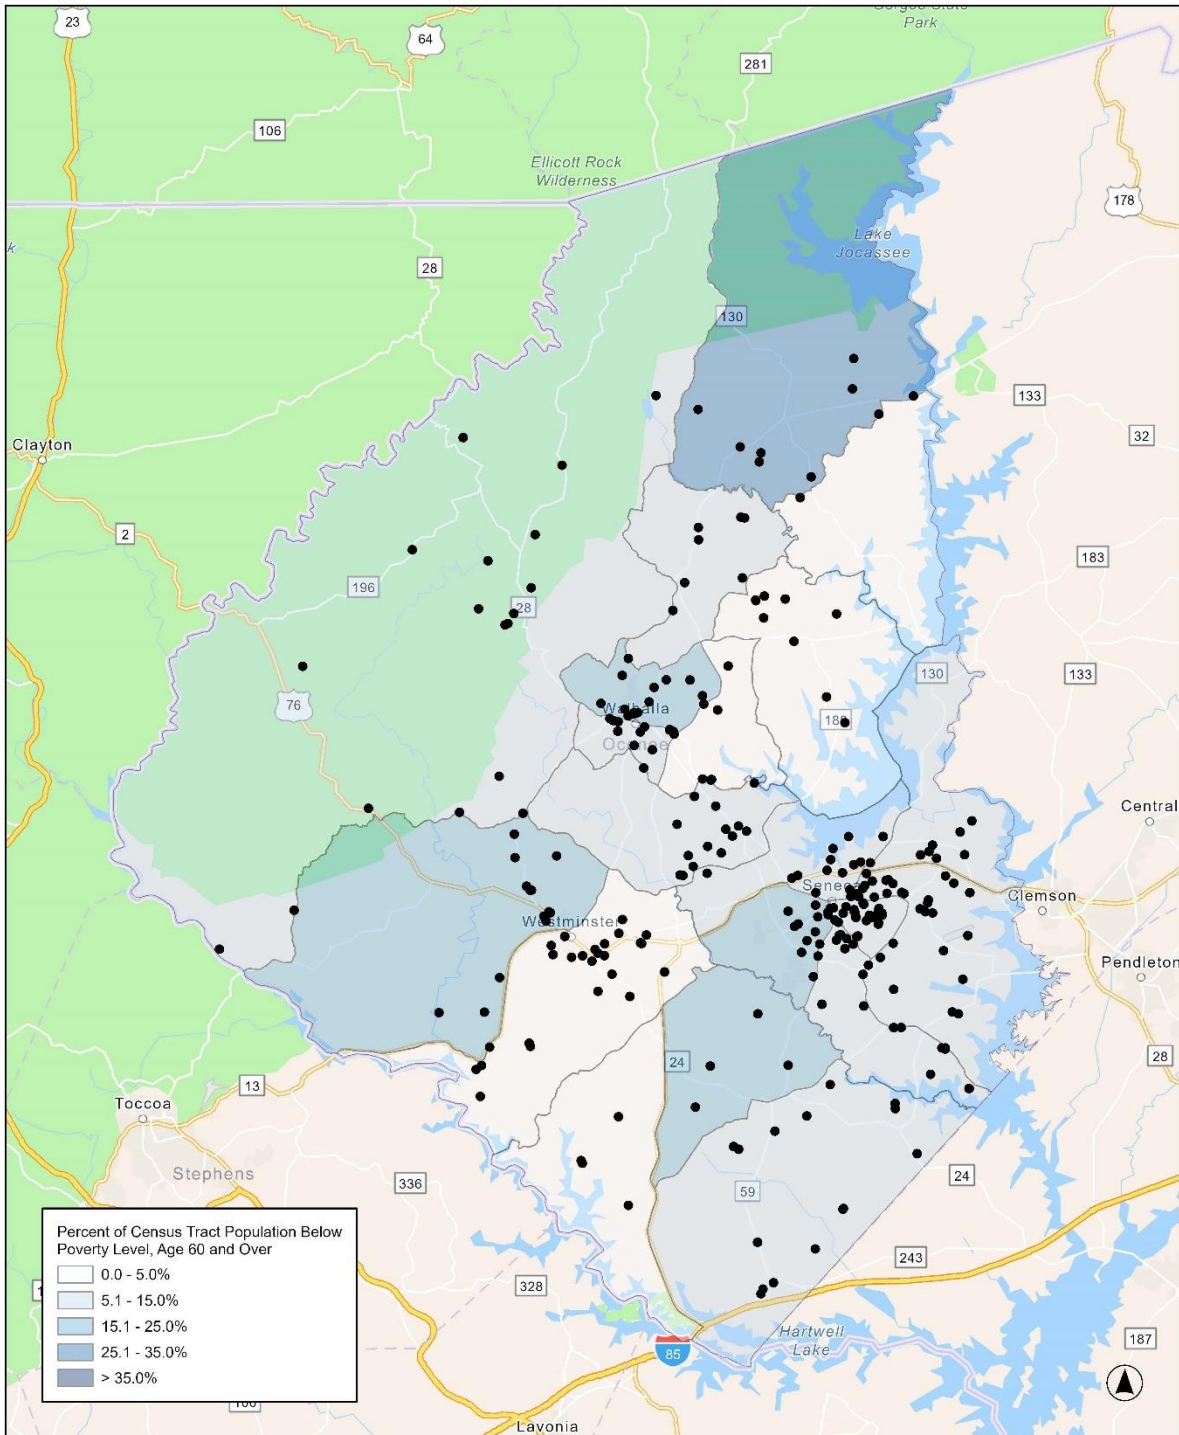 23
64
Park
281
106
Ellicott Rock
Wilderness
178
28
Lake
Jocassee
130
133
32
Clayton
2
183
196
28
130
133
76
Walhalla
188
Central
Seneca
Clemson
Westminster
Pendleton
24
28
13
Toccoa
Stephens
336
24
59
243
328
Hartwell
Lake
187
85
Lavonia
Percent of Census Tract Population Below
Poverty Level, Age 60 and Over
0.0 - 5.0%
5.1 - 15.0%
15.1 - 25.0%
25.1 - 35.0%
> 35.0%